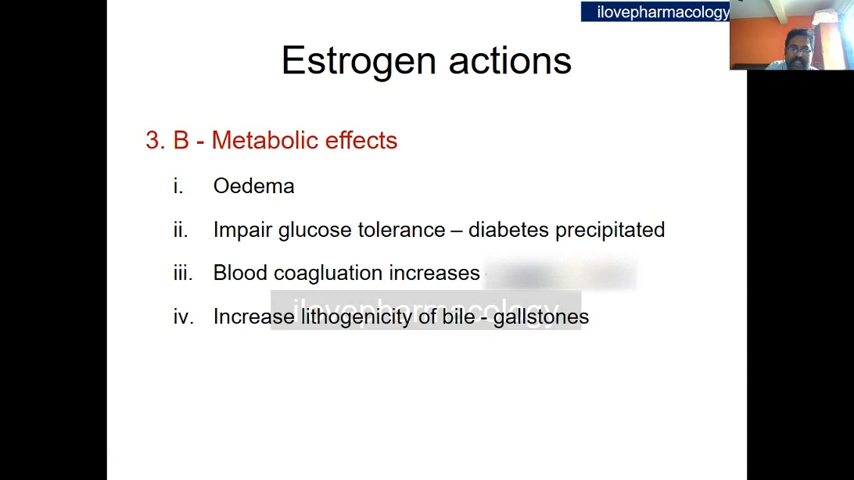 ilovepharmacology
Estrogen actions
3. B - Metabolic effects
i. Oedema
ii. Impair glucose tolerance – diabetes precipitated
iii. Blood coagluation increases
ilovepharmacology
iv. Increase lithogenicity of bile - gallstones